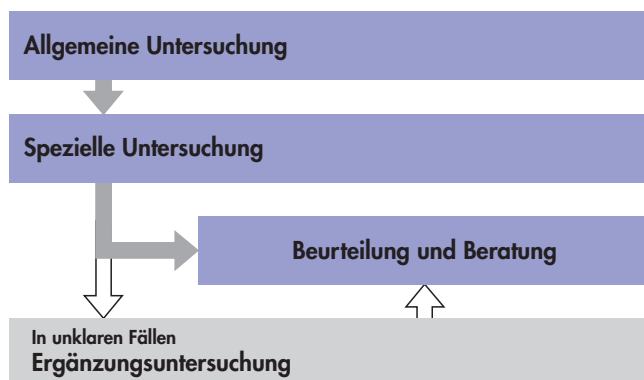 Allgemeine Untersuchung
Spezielle Untersuchung
Beurteilung und Beratung
In unklaren Fällen
Ergänzungsuntersuchung